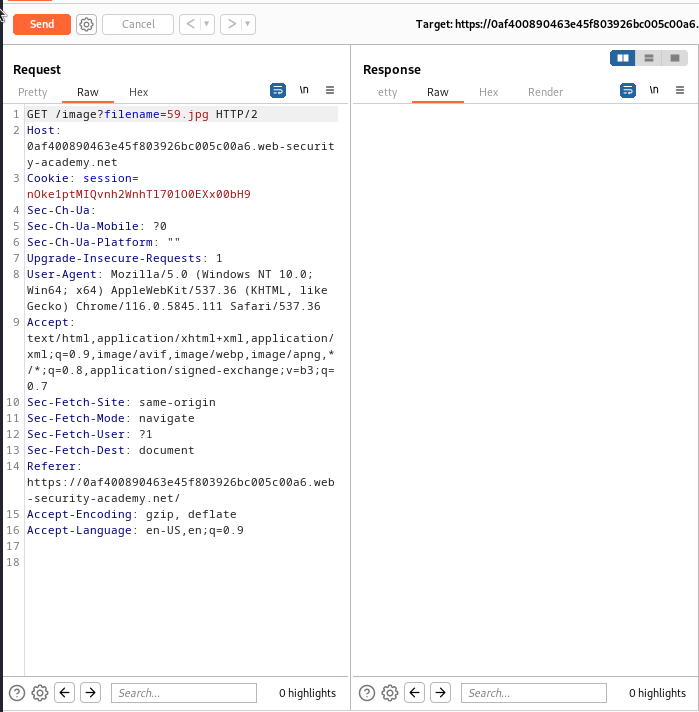 Send
Cancel
Target: https://0af400890463e45f803926bc005c00a6.
Request
Pretty Raw Hex
\n
1 GET /image?filename=59.jpg HTTP/2
2 Host:
0af400890463e45f803926bc005c00a6.web-securit
y-academy.net
3 Cookie: session=
nOke1ptMIQvnh2WnhTl701O0EXx00bH9
4 Sec-Ch-Ua:
5 Sec-Ch-Ua-Mobile: ?0
6 Sec-Ch-Ua-Platform: ""
7 Upgrade-Insecure-Requests: 1
8 User-Agent: Mozilla/5.0 (Windows NT 10.0;
Win64; x64) AppleWebKit/537.36 (KHTML, like
Gecko) Chrome/116.0.5845.111 Safari/537.36
9 Accept:
text/html,application/xhtml+xml,application/
xml;q=0.9,image/avif,image/webp,image/apng,*
/*;q=0.8,application/signed-exchange;v=b3;q=
0.7
10 Sec-Fetch-Site: same-origin
11 Sec-Fetch-Mode: navigate
12 Sec-Fetch-User: ?1
13 Sec-Fetch-Dest: document
14 Referer:
https://0af400890463e45f803926bc005c00a6.web
-security-academy.net/
15 Accept-Encoding: gzip, deflate
16 Accept-Language: en-US,en;q=0.9
17
18
Search...
0 highlights
Response
etty Raw Hex Render
\n
Search...
0 highlights